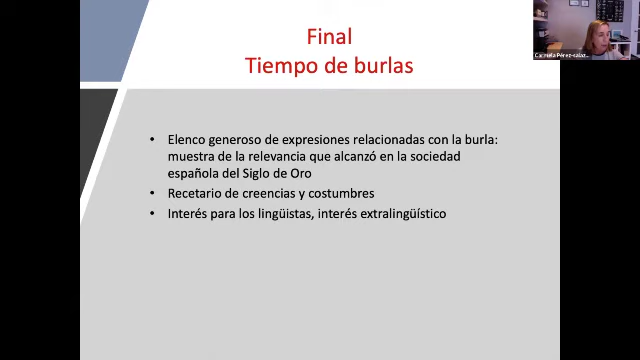 Final
Tiempo de burlas
• Elenco generoso de expresiones relacionadas con la burla:
muestra de la relevancia que alcanzó en la sociedad
española del Siglo de Oro
• Recetario de creencias y costumbres
• Interés para los lingüistas, interés extralingüístico